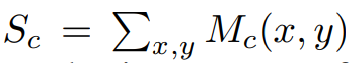 S_c = ∑_{x,y} M_c(x, y)